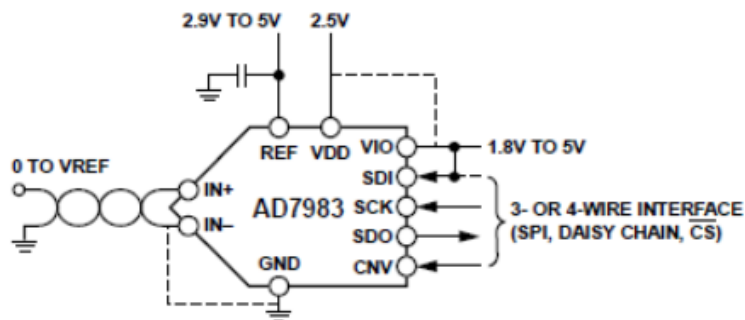 2.9V TO 5V
2.5V
REF
VDD
VIO
1.8V TO 5V
0 TO VREF
SDI
IN+
AD7983
SCK
3- OR 4-WIRE INTERFACE
(SPI, DAISY CHAIN, CS)
IN–
SDO
GND
CNV